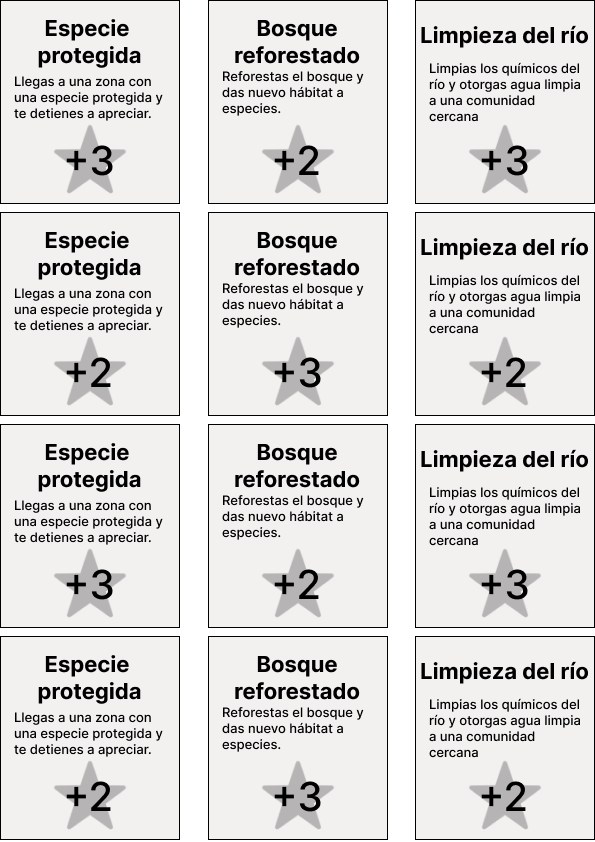 Especie
protegida
Llegas a una zona con
una especie protegida y
te detienes a apreciar.
+3
Bosque
reforestado
Reforestas el bosque y
das nuevo hábitat a
especies.
+2
Limpieza del río
Limpias los químicos del
río y otorgas agua limpia
a una comunidad
cercana
+3
Especie
protegida
Llegas a una zona con
una especie protegida y
te detienes a apreciar.
+2
Bosque
reforestado
Reforestas el bosque y
das nuevo hábitat a
especies.
+3
Limpieza del río
Limpias los químicos del
río y otorgas agua limpia
a una comunidad
cercana
+2
Especie
protegida
Llegas a una zona con
una especie protegida y
te detienes a apreciar.
+3
Bosque
reforestado
Reforestas el bosque y
das nuevo hábitat a
especies.
+2
Limpieza del río
Limpias los químicos del
río y otorgas agua limpia
a una comunidad
cercana
+3
Especie
protegida
Llegas a una zona con
una especie protegida y
te detienes a apreciar.
+2
Bosque
reforestado
Reforestas el bosque y
das nuevo hábitat a
especies.
+3
Limpieza del río
Limpias los químicos del
río y otorgas agua limpia
a una comunidad
cercana
+2